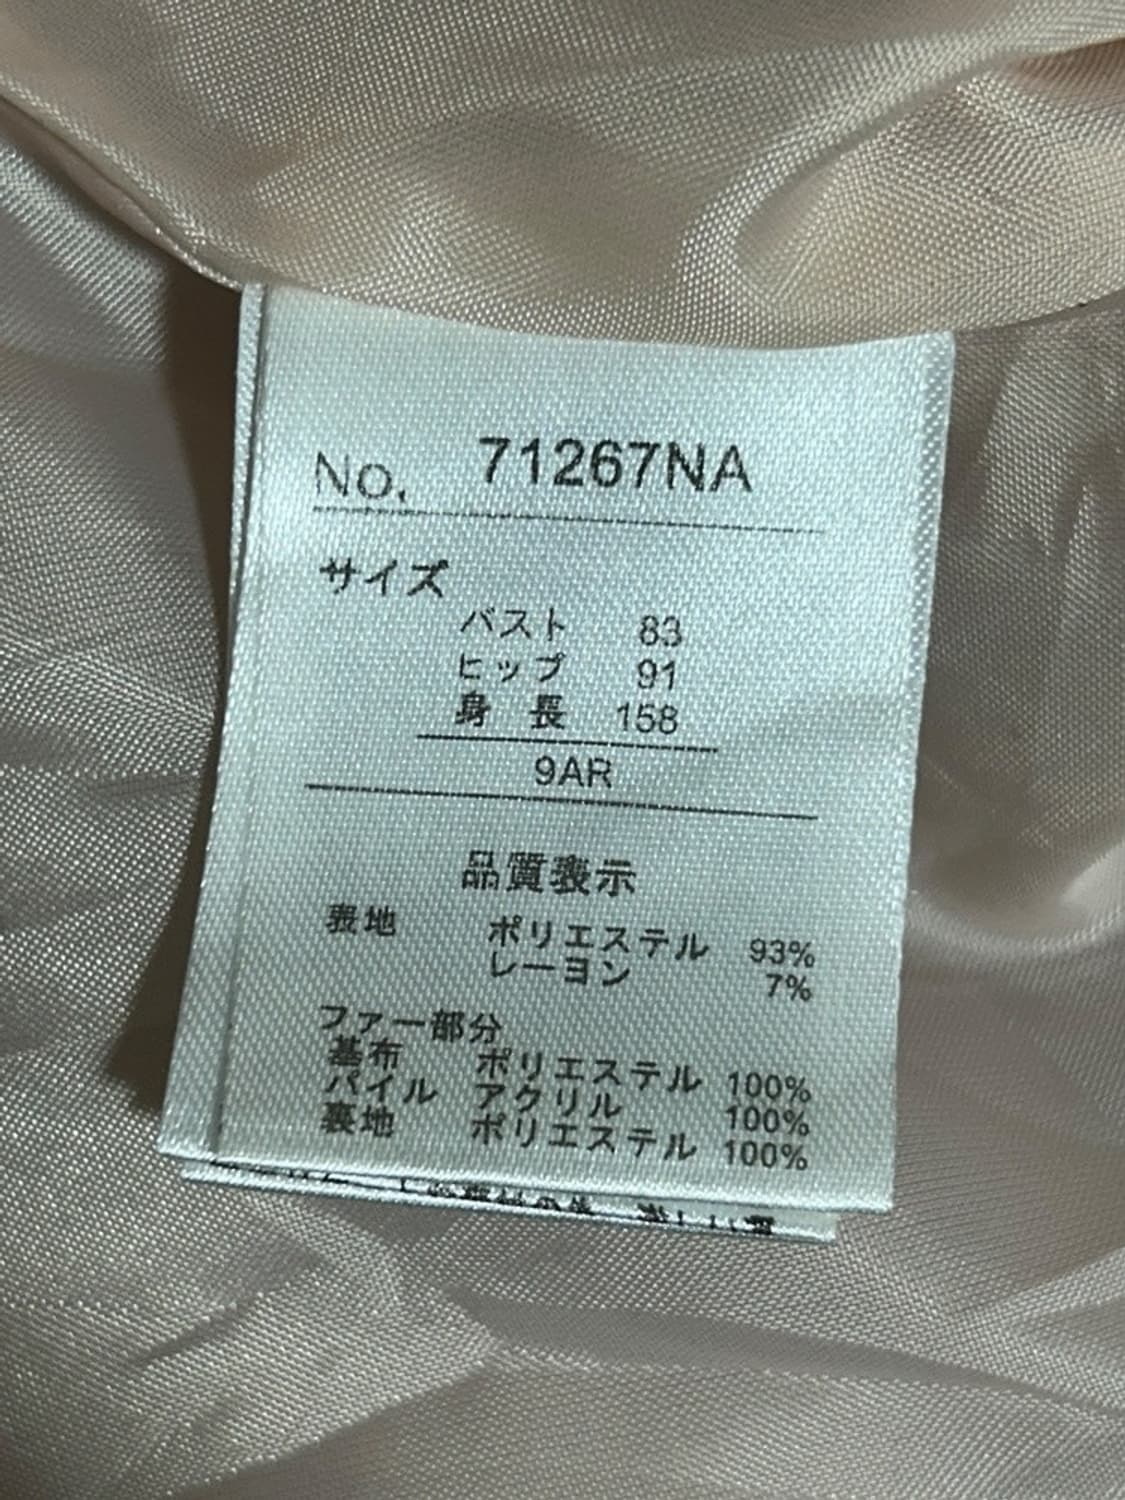 No. 71267NA
サイズ
バスト 83
ヒップ 91
身長 158
9AR
品質表示
表地 ポリエステル 93%
レーヨン 7%
ファー部分
基布 ポリエステル 100%
パイル アクリル 100%
裏地 ポリエステル 100%